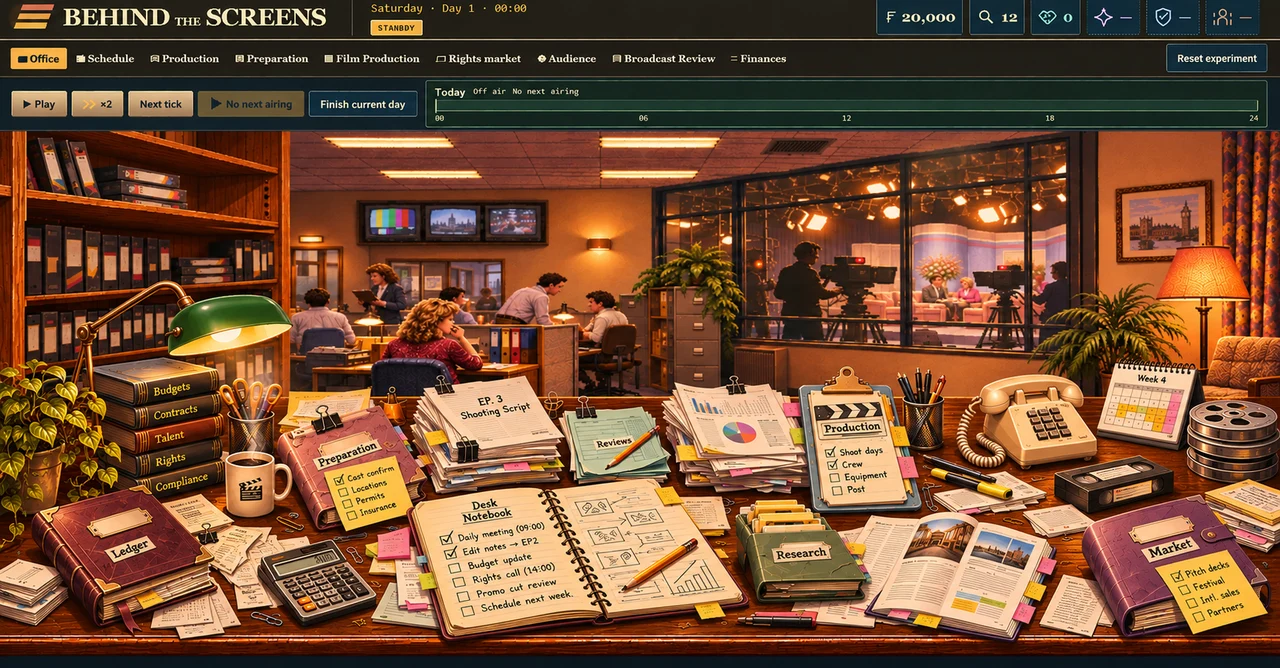 BEHIND THE SCREENS
Saturday · Day 1 · 00:00
STANDBY
₣ 20,000
12
0
—
—
—
Office
Schedule
Production
Preparation
Film Production
Rights market
Audience
Broadcast Review
Finances
Reset experiment
Play
×2
Next tick
No next airing
Finish current day
Today Off air No next airing
00 06 12 18 24
Budgets
Contracts
Talent
Rights
Compliance
Preparation
Cast confirm
Locations
Permits
Insurance
EP. 3
Shooting Script
Reviews
Production
Shoot days
Crew
Equipment
Post
Week 4
Ledger
Desk
Notebook
Daily meeting (09:00)
Edit notes → EP2
Budget update
Rights call (14:00)
Promo cut review
Schedule next week.
Research
Market
Pitch decks
Festival
Intl. sales
Partners